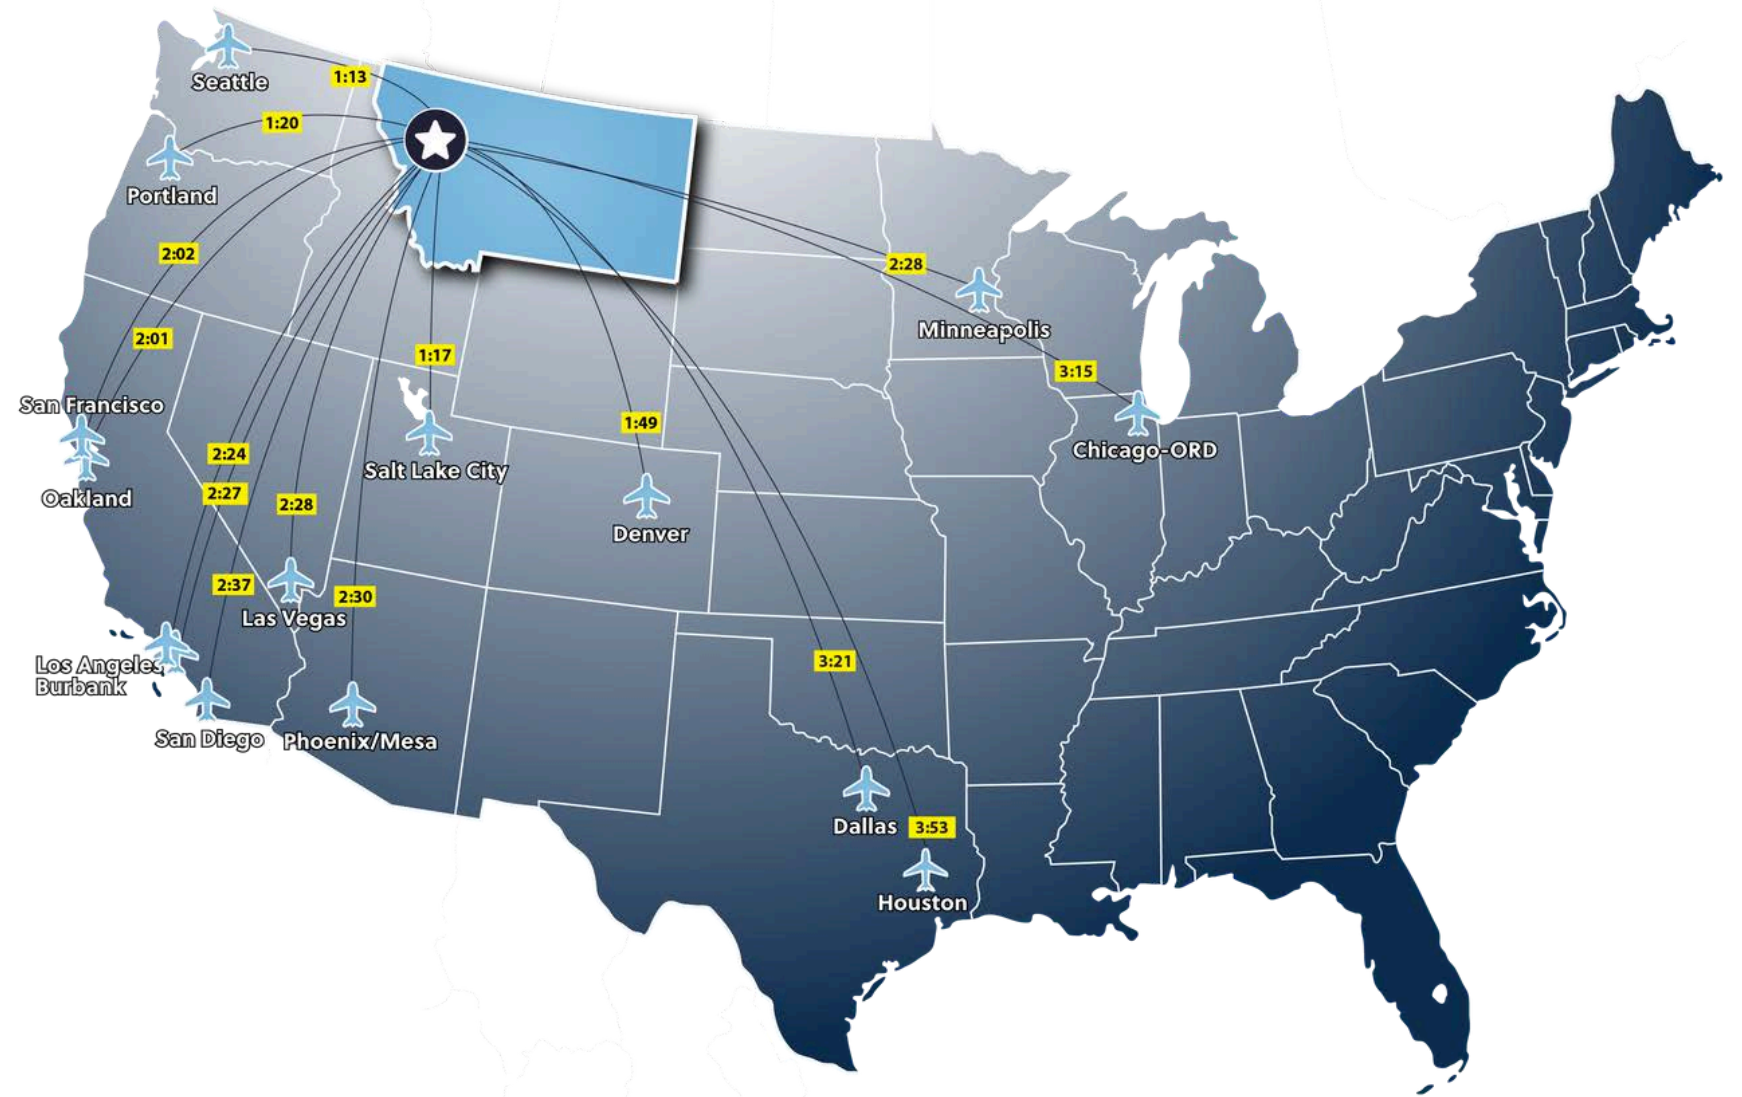 Seattle
1:13
1:20
Portland
2:02
2:28
Minneapolis
2:01
1:17
3:15
San Francisco
1:49
2:24
Chicago-ORD
Salt Lake City
2:27
Oakland
2:28
Denver
2:37
2:30
Las Vegas
3:21
Los Angeles
Burbank
San Diego
Phoenix/Mesa
Dallas
3:53
Houston